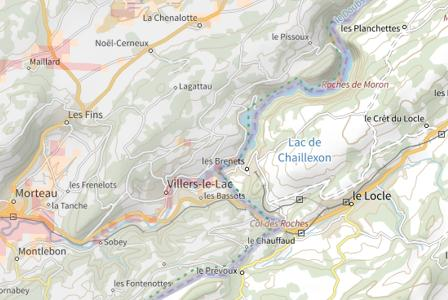 La Chenalotte
le Doubs
les Planchettes
Noël-Cerneux
le Pissoux
Maillard
Lagattau
Roches de Moron
Les Fins
le Crêt du Locle
Lac de
Chaillexon
les Brenets
les Frenelots
Villers-le-Lac
Morteau
la Tanche
les Bassots
le Locle
Col des Roches
Sobey
le Chauffaud
Montlebon
le Prévoux
les Fontenottes